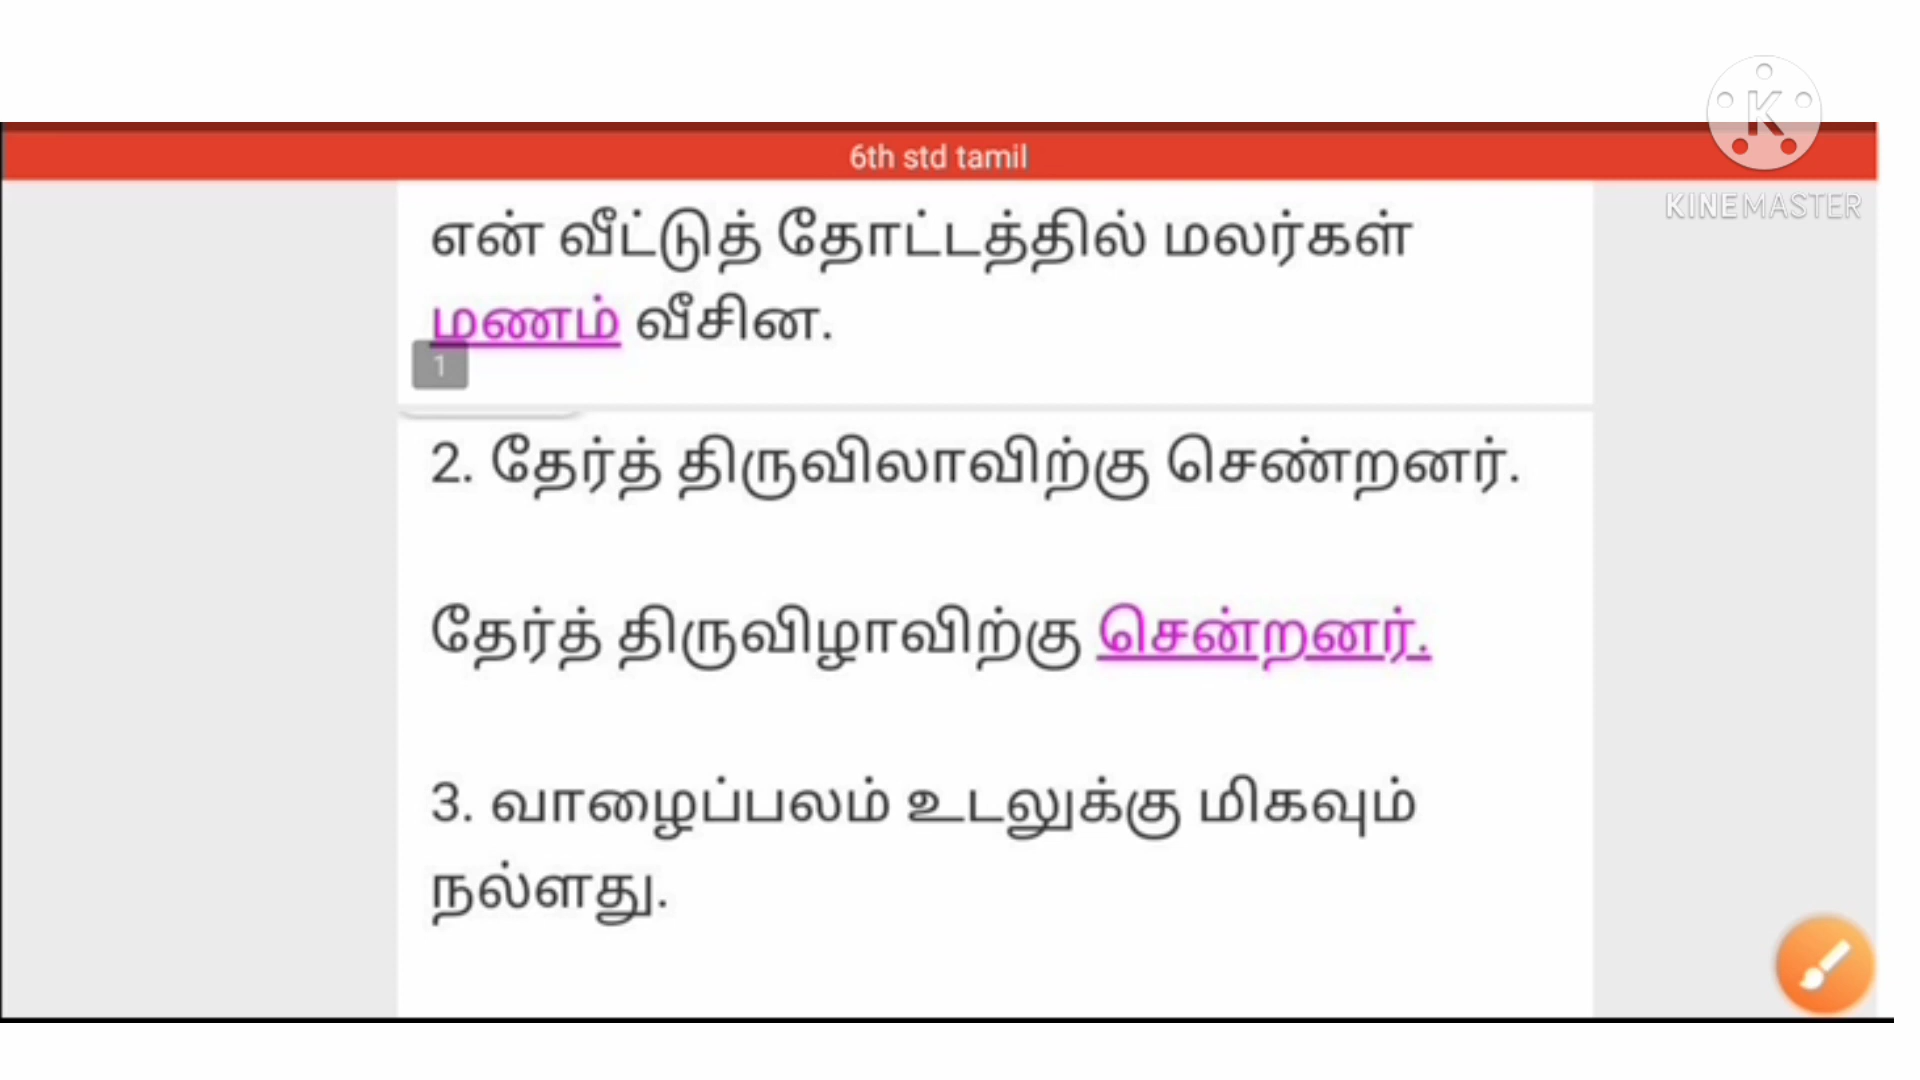 K
KINEMASTER
6th std tamil
என் வீட்டுத் தோட்டத்தில் மலர்கள்
மணம் வீசின.
1
2. தேர்த் திருவிலாவிற்கு செண்றனர்.
தேர்த் திருவிழாவிற்கு சென்றனர்.
3. வாழைப்பலம் உடலுக்கு மிகவும்
நல்ளது.